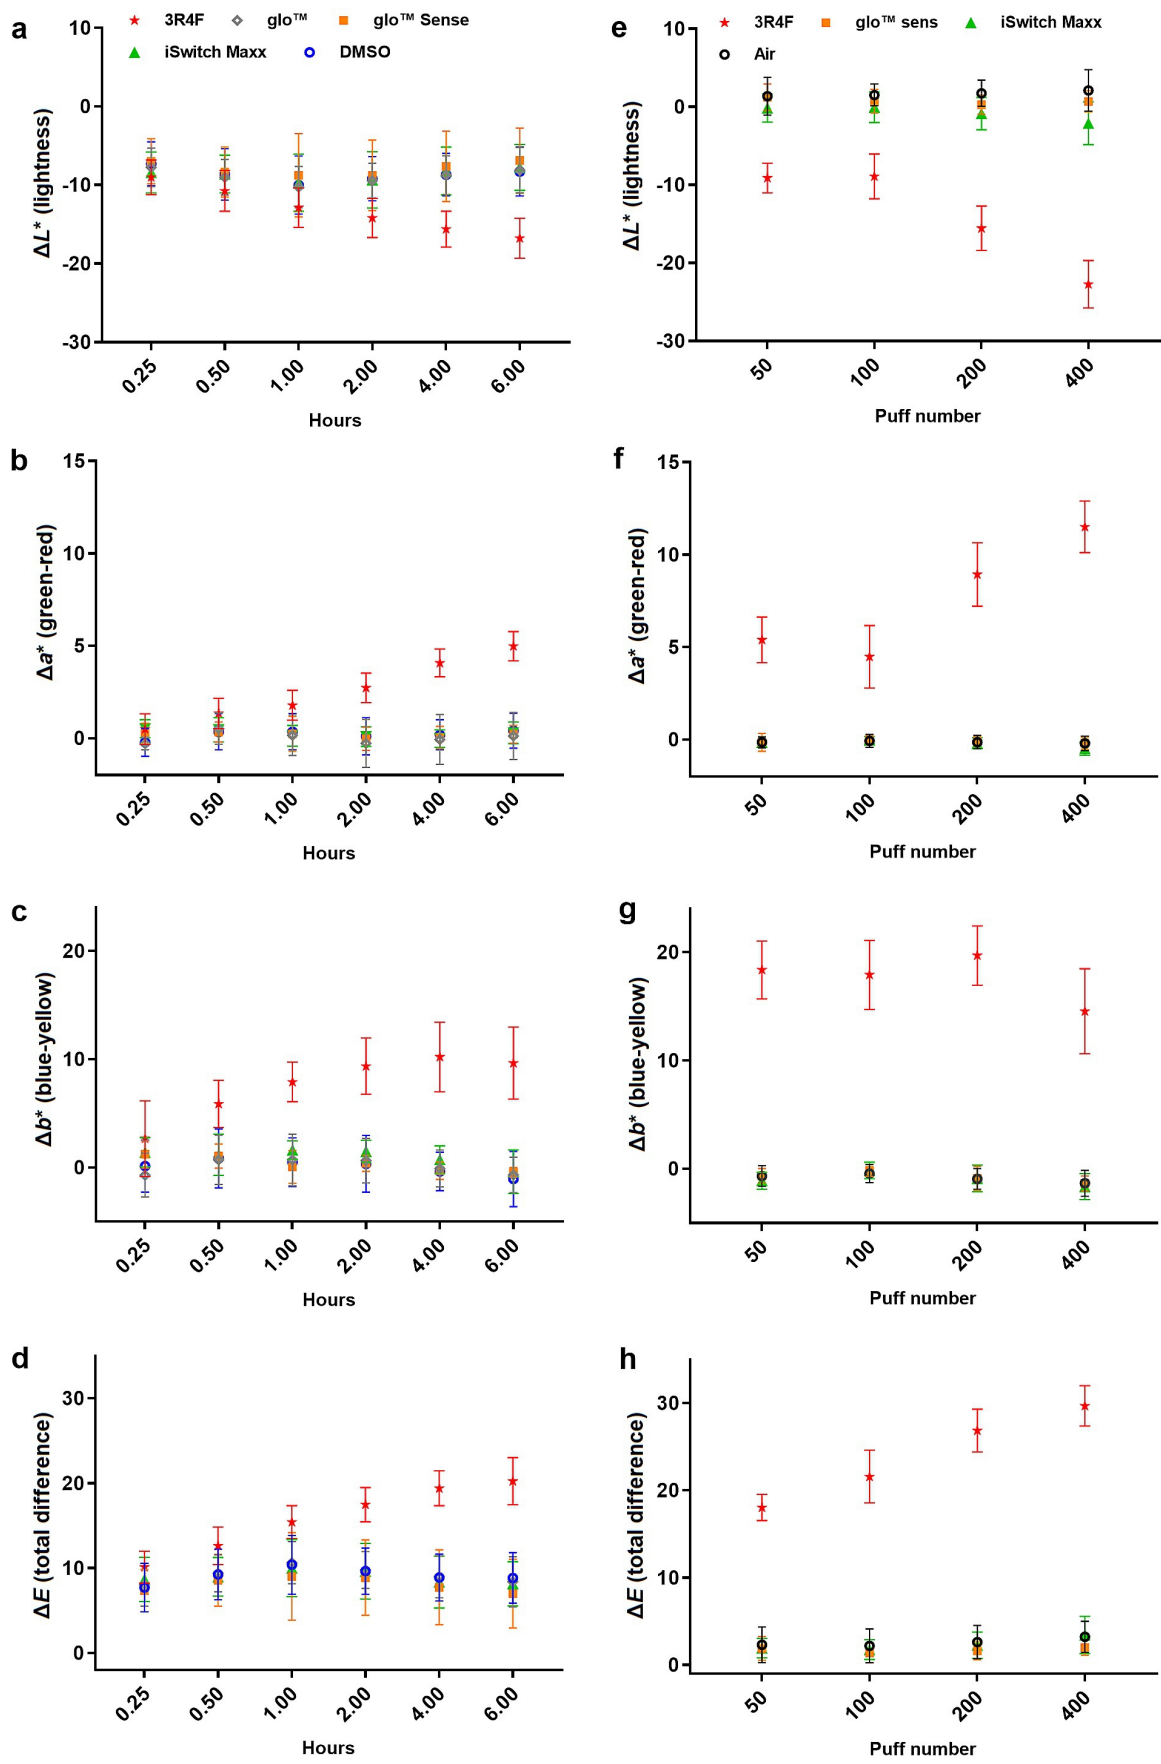 a
3R4F glo™ glo™ Sense
iSwitch Maxx DMSO
10
0
-10
-20
-30
ΔL* (lightness)
0.25 0.50 1.00 2.00 4.00 6.00
Hours
e
3R4F glo™ sens iSwitch Maxx
Air
10
0
-10
-20
-30
ΔL* (lightness)
50 100 200 400
Puff number
b
15
10
5
0
Δa* (green-red)
0.25 0.50 1.00 2.00 4.00 6.00
Hours
f
15
10
5
0
Δa* (green-red)
50 100 200 400
Puff number
c
20
10
0
Δb* (blue-yellow)
0.25 0.50 1.00 2.00 4.00 6.00
Hours
g
20
10
0
Δb* (blue-yellow)
50 100 200 400
Puff number
d
30
20
10
0
ΔE (total difference)
0.25 0.50 1.00 2.00 4.00 6.00
Hours
h
30
20
10
0
ΔE (total difference)
50 100 200 400
Puff number